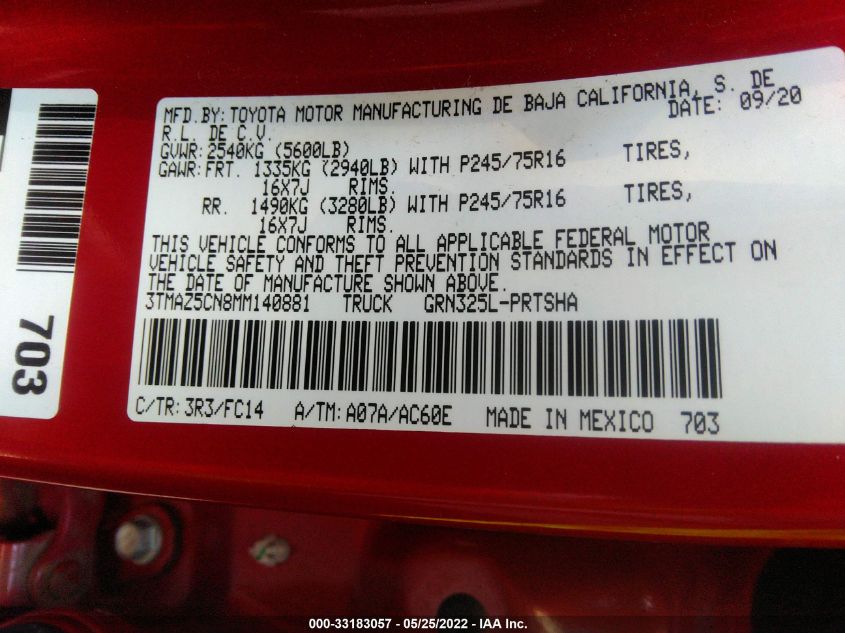 MFD.BY: TOYOTA MOTOR MANUFACTURING DE BAJA CALIFORNIA, S. DE
R.L. DE C.V. DATE: 09/20
GVWR: 2540KG (5600LB)
GAWR: FRT. 1335KG (2940LB) WITH P245/75R16 TIRES,
16X7J RIMS.
RR. 1490KG (3280LB) WITH P245/75R16 TIRES,
16X7J RIMS.
THIS VEHICLE CONFORMS TO ALL APPLICABLE FEDERAL MOTOR
VEHICLE SAFETY AND THEFT PREVENTION STANDARDS IN EFFECT ON
THE DATE OF MANUFACTURE SHOWN ABOVE.
3TMAZ5CN8MM140881 TRUCK GRN325L-PRTSHA
C/TR: 3R3/FC14 A/TM: A07A/AC60E MADE IN MEXICO 703
703
000-33183057 - 05/25/2022 - IAA Inc.